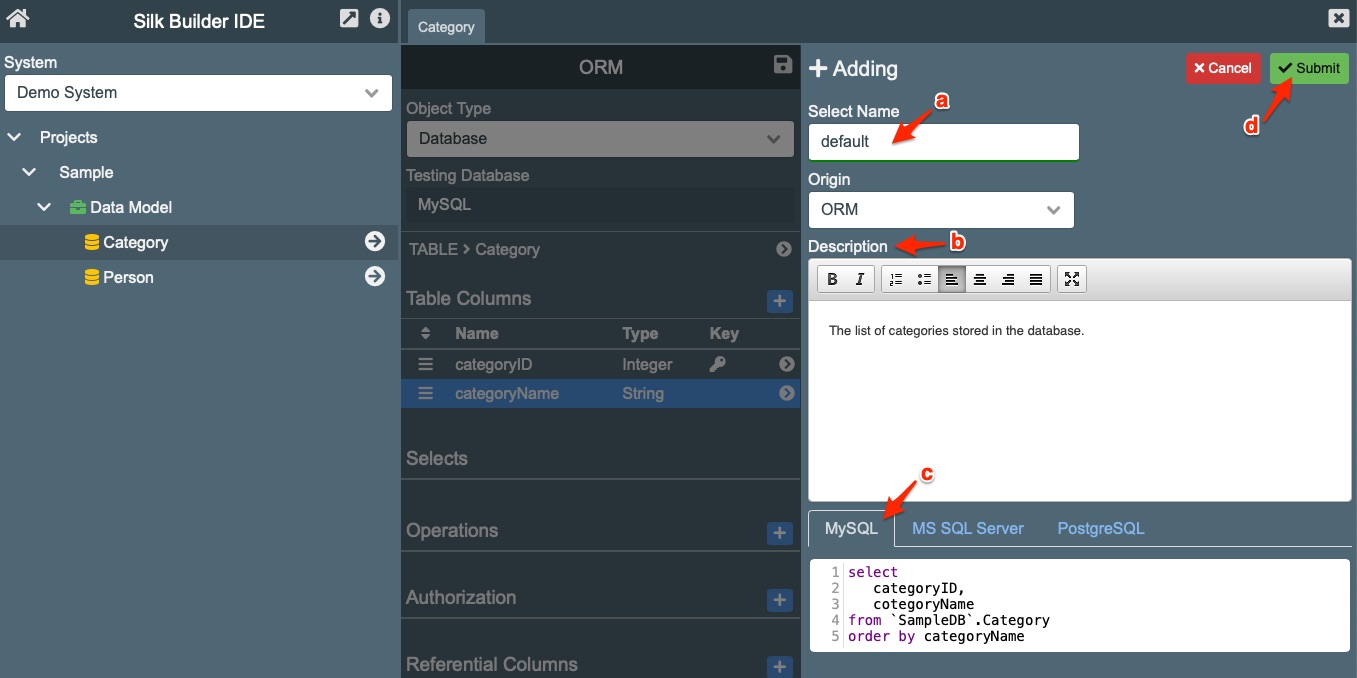 Silk Builder IDE
System
Demo System
Projects
Sample
Data Model
Category
Person
Category
ORM
Object Type
Database
Testing Database
MySQL
TABLE > Category
Table Columns
Name Type Key
categoryID Integer
categoryName String
Selects
Operations
Authorization
Referential Columns
Adding
Cancel
Submit
d
Select Name
a
default
Origin
ORM
Description
b
B I
The list of categories stored in the database.
c
MySQL MS SQL Server PostgreSQL
1 select
2 categoryID,
3 cotegoryName
4 from `SampleDB`.Category
5 order by categoryName